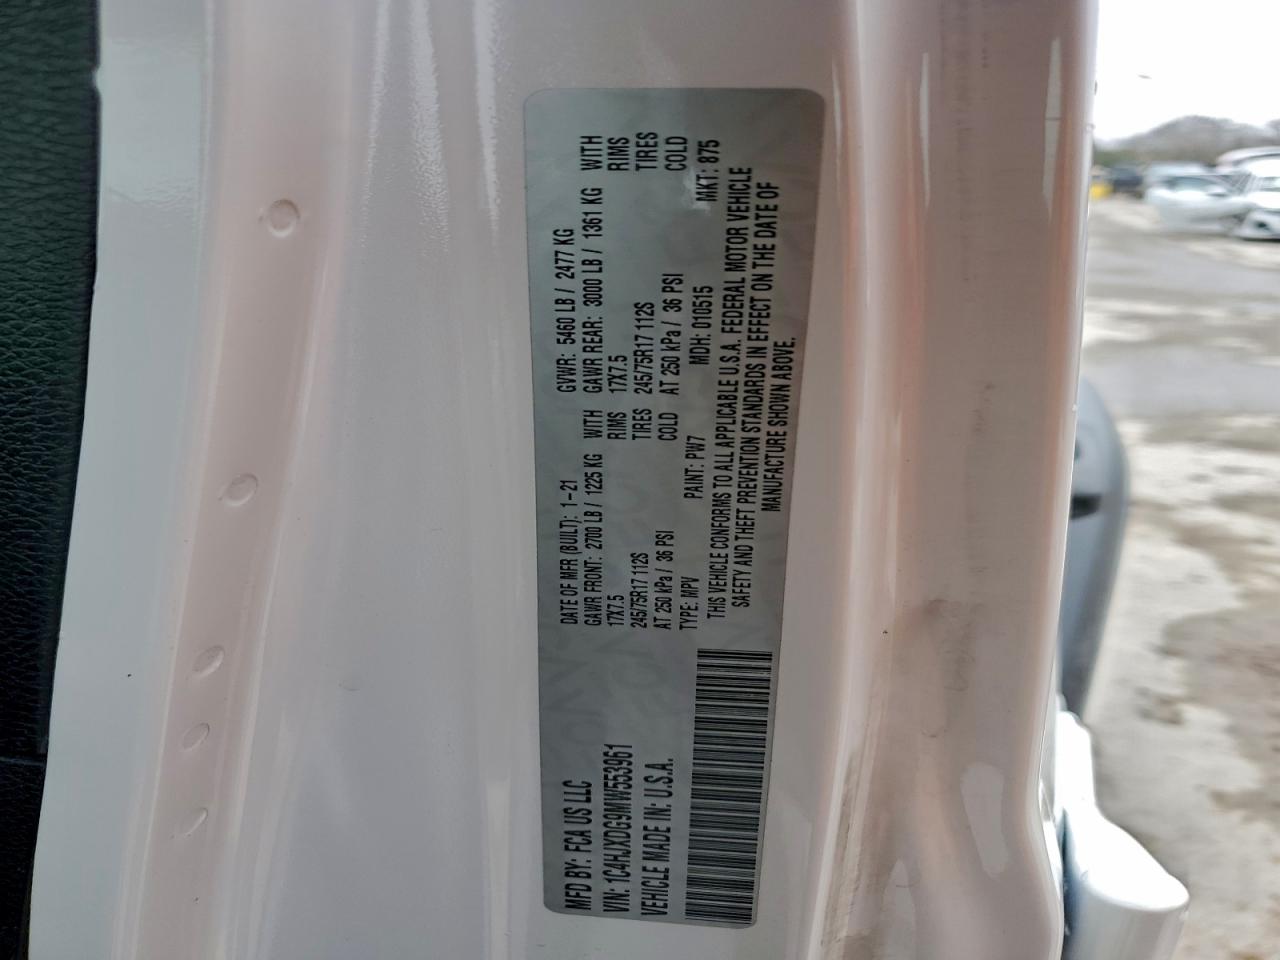 MFD BY: FCA US LLC
DATE OF MFR (BUILT): 1-21
GVWR: 5460 LB / 2477 KG
VIN: 1C4HJXDG9MW553961
GAWR FRONT: 2700 LB / 1225 KG WITH
GAWR REAR: 3000 LB / 1361 KG WITH
VEHICLE MADE IN: U.S.A.
17X7.5 RIMS
17X7.5 RIMS
245/75R17 112S TIRES
245/75R17 112S TIRES
AT 250 kPa / 36 PSI COLD
AT 250 kPa / 36 PSI COLD
TYPE: MPV PAINT: PW7 MDH: 010515 MKT: 875
THIS VEHICLE CONFORMS TO ALL APPLICABLE U.S.A. FEDERAL MOTOR VEHICLE
SAFETY AND THEFT PREVENTION STANDARDS IN EFFECT ON THE DATE OF
MANUFACTURE SHOWN ABOVE.